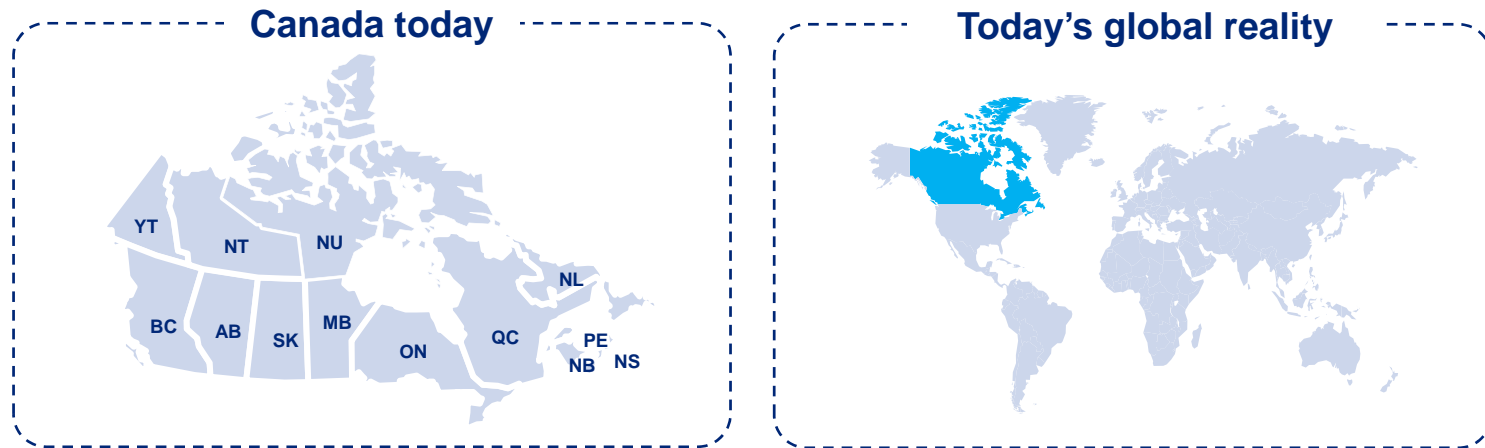 Canada today
Today's global reality
YT
NT
NU
NL
BC
AB
SK
MB
ON
QC
PE
NB
NS